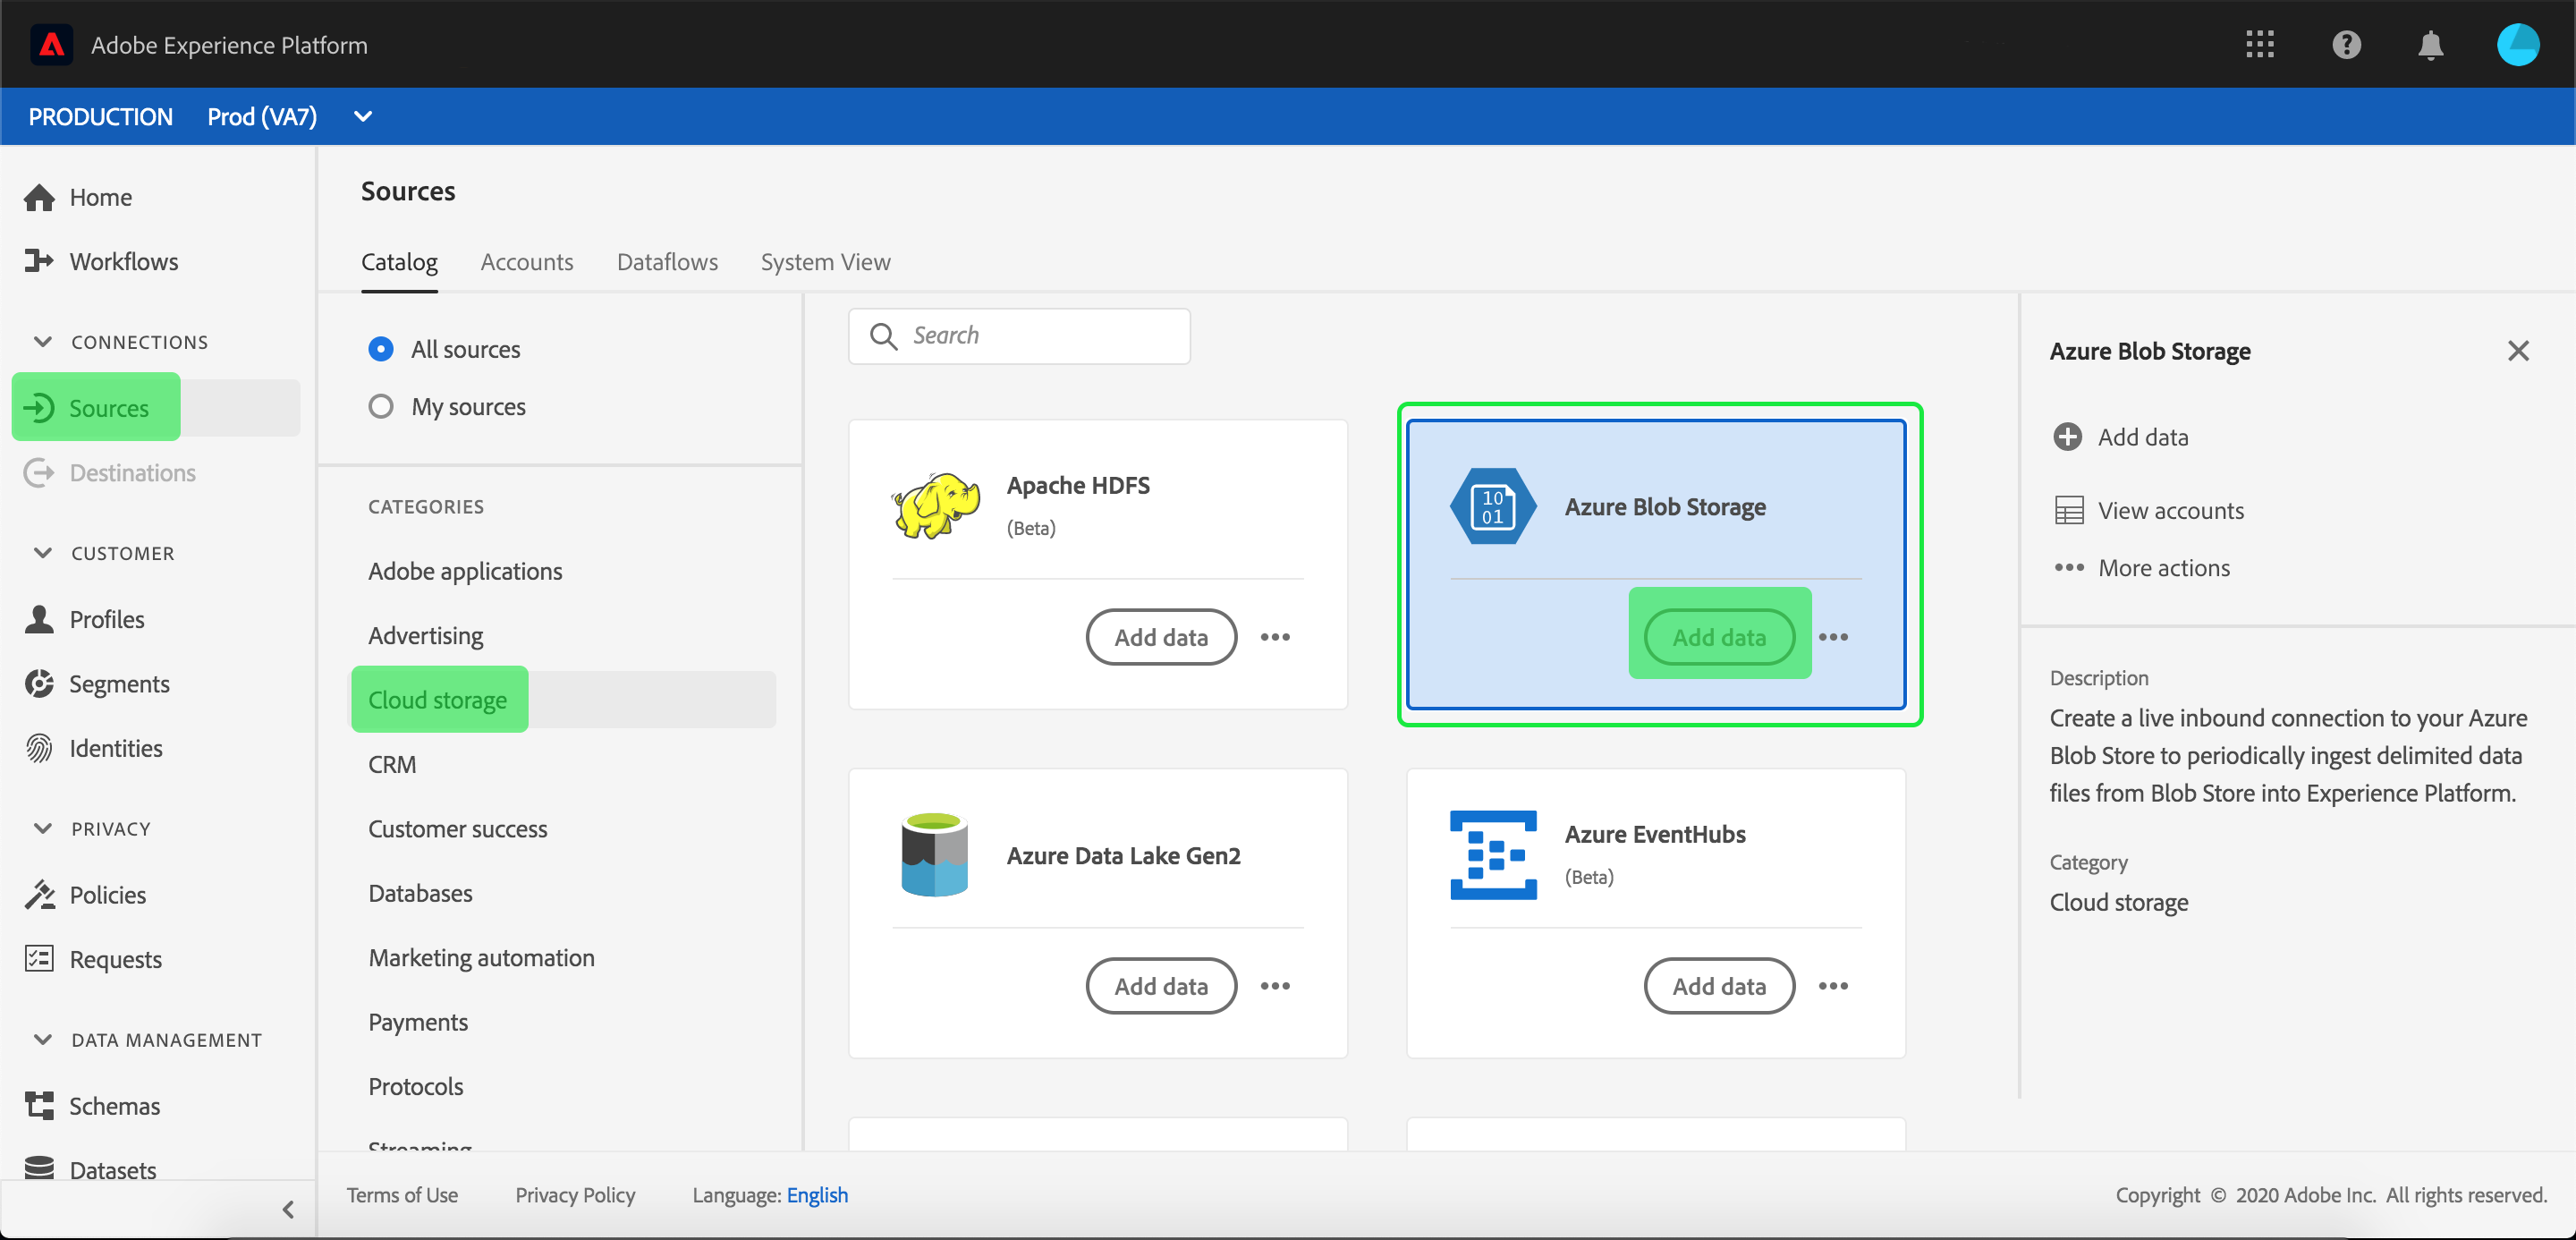 Adobe Experience Platform
PRODUCTION Prod (VA7)
Home
Workflows
CONNECTIONS
Sources
Destinations
CUSTOMER
Profiles
Segments
Identities
PRIVACY
Policies
Requests
DATA MANAGEMENT
Schemas
Datasets
Sources
Catalog Accounts Dataflows System View
All sources
My sources
CATEGORIES
Adobe applications
Advertising
Cloud storage
CRM
Customer success
Databases
Marketing automation
Payments
Protocols
Streaming
Search
Apache HDFS
(Beta)
Add data
10
01
Azure Blob Storage
Add data
Azure Data Lake Gen2
Add data
Azure EventHubs
(Beta)
Add data
Azure Blob Storage
Add data
View accounts
More actions
Description
Create a live inbound connection to your Azure
Blob Store to periodically ingest delimited data
files from Blob Store into Experience Platform.
Category
Cloud storage
Terms of Use Privacy Policy Language: English
Copyright © 2020 Adobe Inc. All rights reserved.